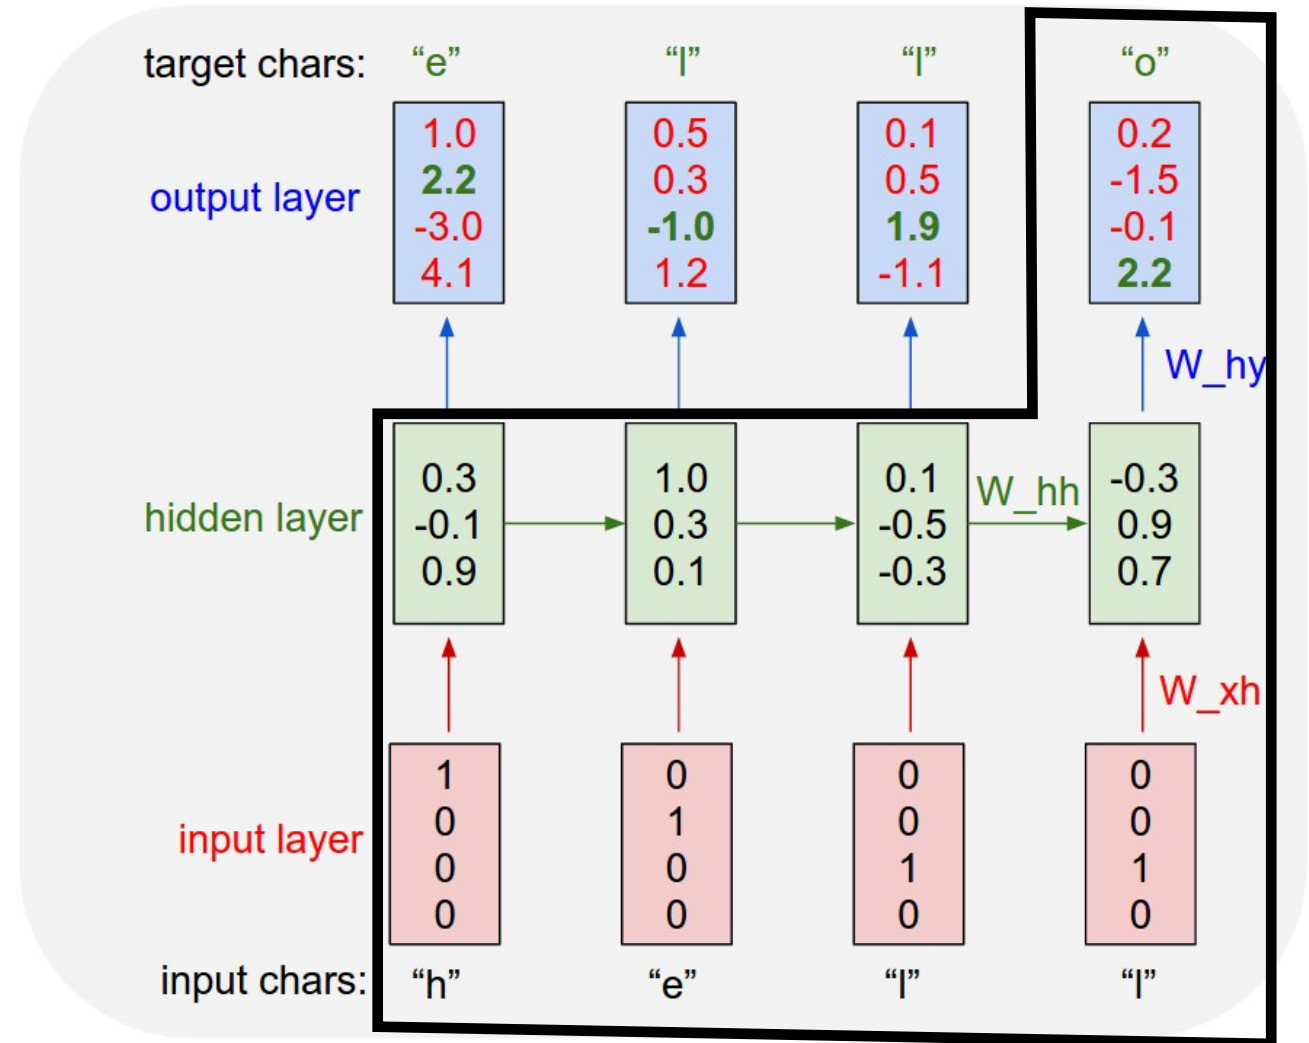 target chars: “e” “l” “l” “o”
1.0 0.5 0.1 0.2
2.2 0.3 0.5 -1.5
output layer
-3.0 -1.0 1.9 -0.1
4.1 1.2 -1.1 2.2
W_hy
0.3 1.0 0.1 W_hh -0.3
hidden layer -0.1 0.3 -0.5 0.9
0.9 0.1 -0.3 0.7
W_xh
1 0 0 0
0 1 0 0
input layer
0 0 1 1
0 0 0 0
input chars: “h” “e” “l” “l”